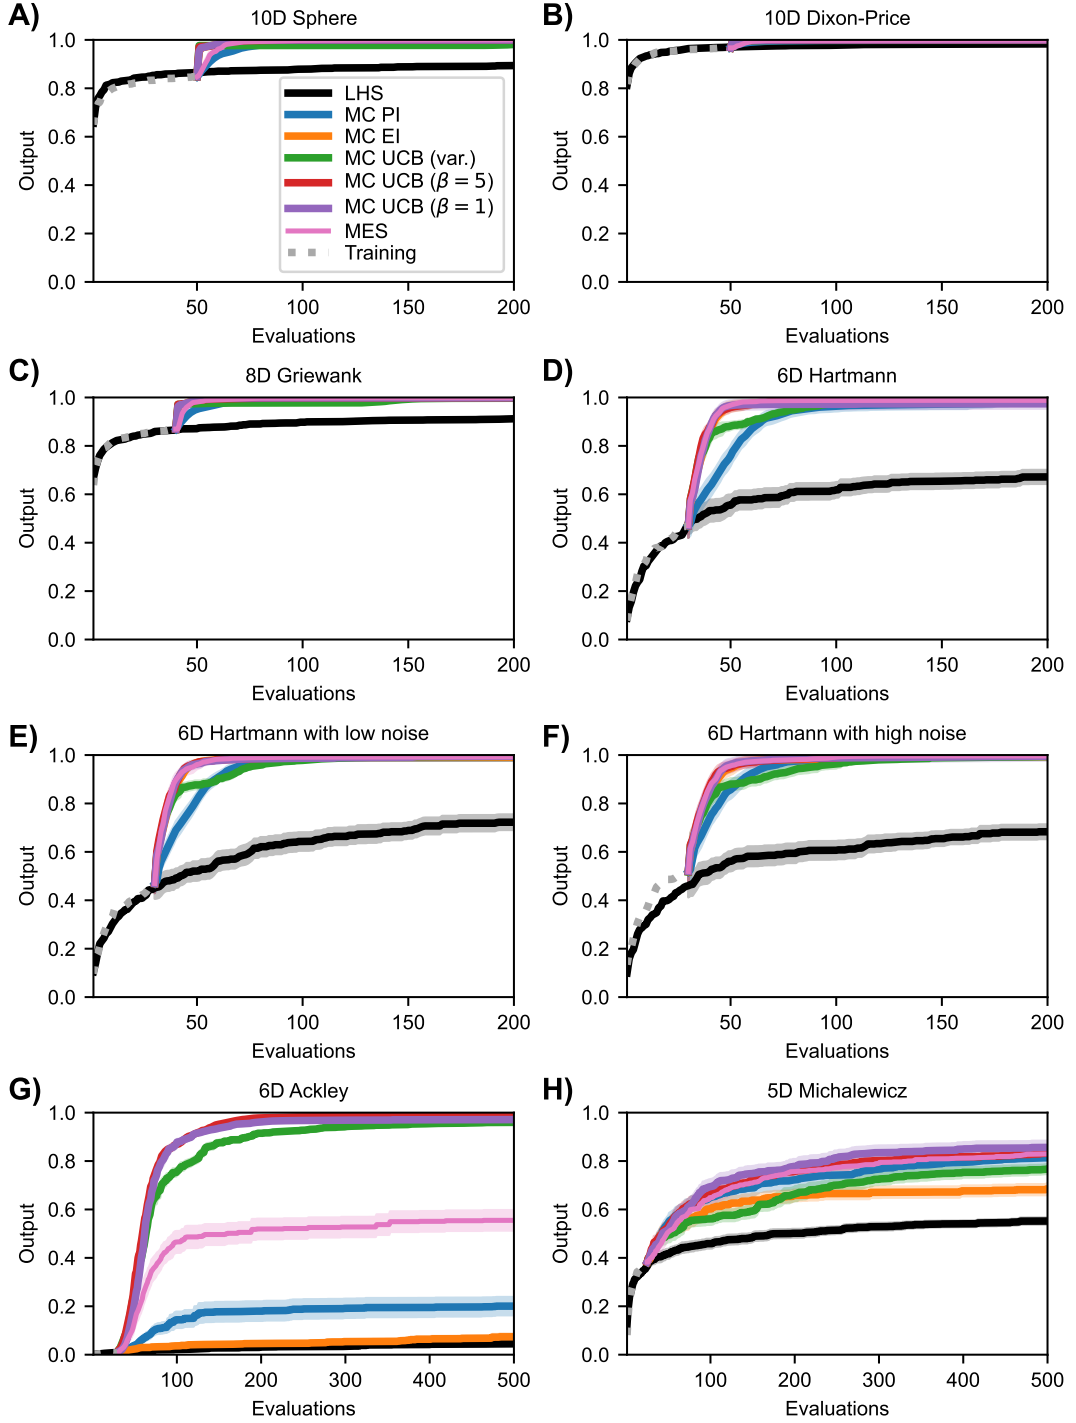 A)
10D Sphere
1.0
0.8
0.6
0.4
0.2
0.0
Output
50
100
150
200
Evaluations
LHS
MC PI
MC EI
MC UCB (var.)
MC UCB (β = 5)
MC UCB (β = 1)
MES
Training
B)
10D Dixon-Price
1.0
0.8
0.6
0.4
0.2
0.0
Output
50
100
150
200
Evaluations
C)
8D Griewank
1.0
0.8
0.6
0.4
0.2
0.0
Output
50
100
150
200
Evaluations
D)
6D Hartmann
1.0
0.8
0.6
0.4
0.2
0.0
Output
50
100
150
200
Evaluations
E)
6D Hartmann with low noise
1.0
0.8
0.6
0.4
0.2
0.0
Output
50
100
150
200
Evaluations
F)
6D Hartmann with high noise
1.0
0.8
0.6
0.4
0.2
0.0
Output
50
100
150
200
Evaluations
G)
6D Ackley
1.0
0.8
0.6
0.4
0.2
0.0
Output
100
200
300
400
500
Evaluations
H)
5D Michalewicz
1.0
0.8
0.6
0.4
0.2
0.0
Output
100
200
300
400
500
Evaluations